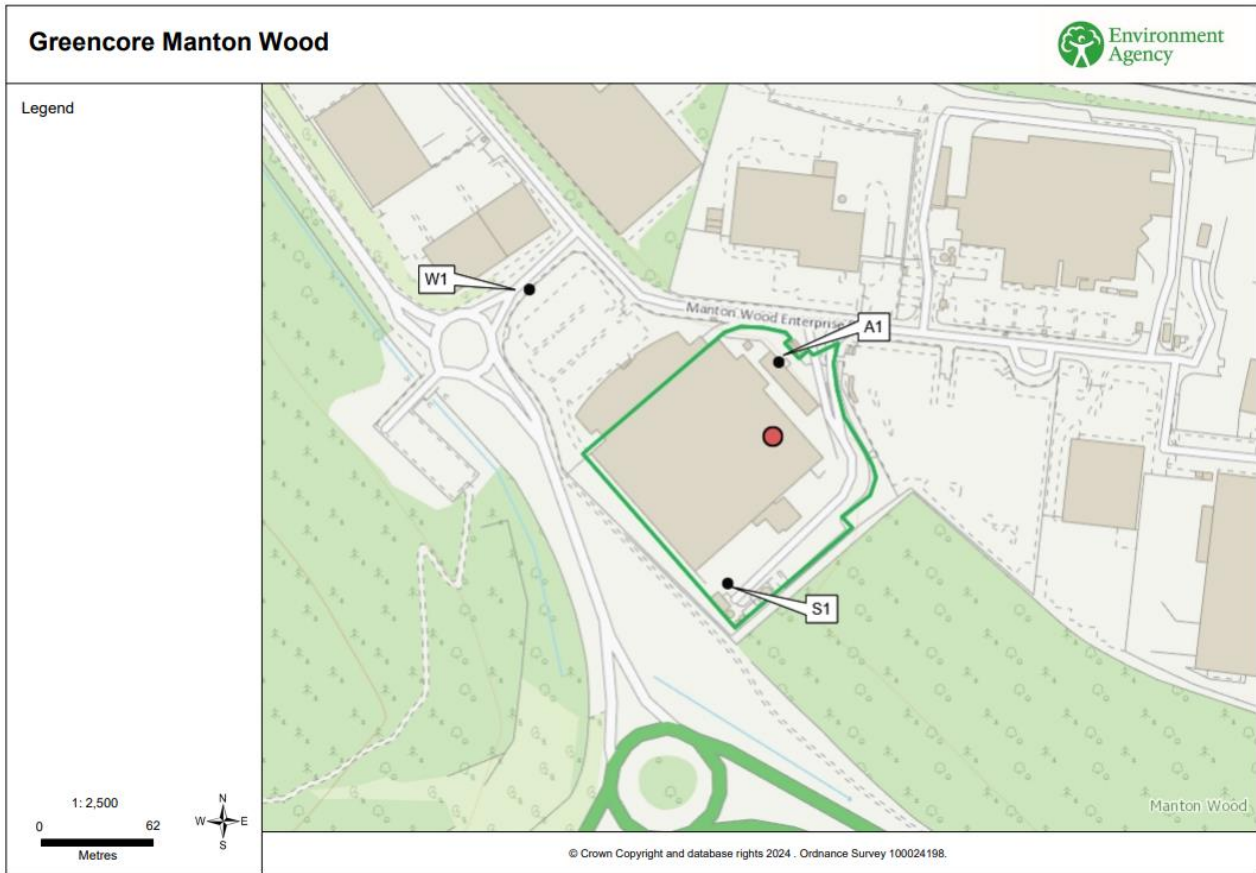 Greencore Manton Wood
Environment
Agency
Legend
W1
Manton Wood Enterprise
A1
S1
Manton Wood
1: 2,500
0 62
Metres
N
W E
S
© Crown Copyright and database rights 2024 . Ordnance Survey 100024198.